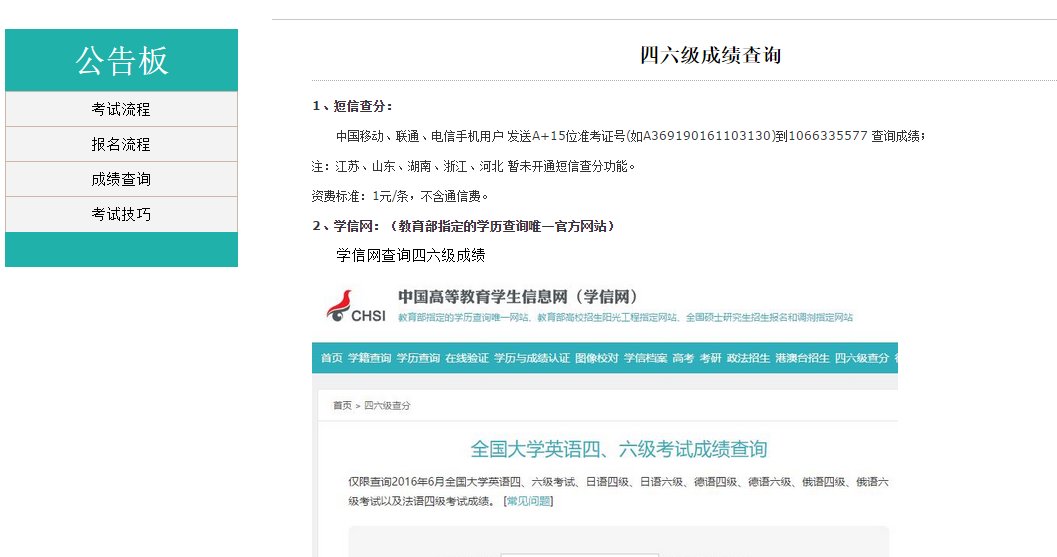 公告板
考试流程
报名流程
成绩查询
考试技巧
四六级成绩查询
1、短信查分：
中国移动、联通、电信手机用户 发送A+15位准考证号(如A369190161103130)到1066335577 查询成绩；
注：江苏、山东、湖南、浙江、河北 暂未开通短信查分功能。
资费标准：1元/条，不含通信费。
2、学信网：（教育部指定的学历查询唯一官方网站）
学信网查询四六级成绩
CHSI
中国高等教育学生信息网（学信网）
教育部指定的学历查询唯一网站、教育部高校招生阳光工程指定网站、全国硕士研究生招生报名和调剂指定网站
首页 学籍查询 学历查询 在线验证 学历与成绩认证 图像校对 学信档案 高考 考研 政法招生 港澳台招生 四六级查分
首页 > 四六级查分
全国大学英语四、六级考试成绩查询
仅限查询2016年6月全国大学英语四、六级考试、日语四级、日语六级、德语四级、德语六级、俄语四级、俄语六
级考试以及法语四级考试成绩。 [常见问题]